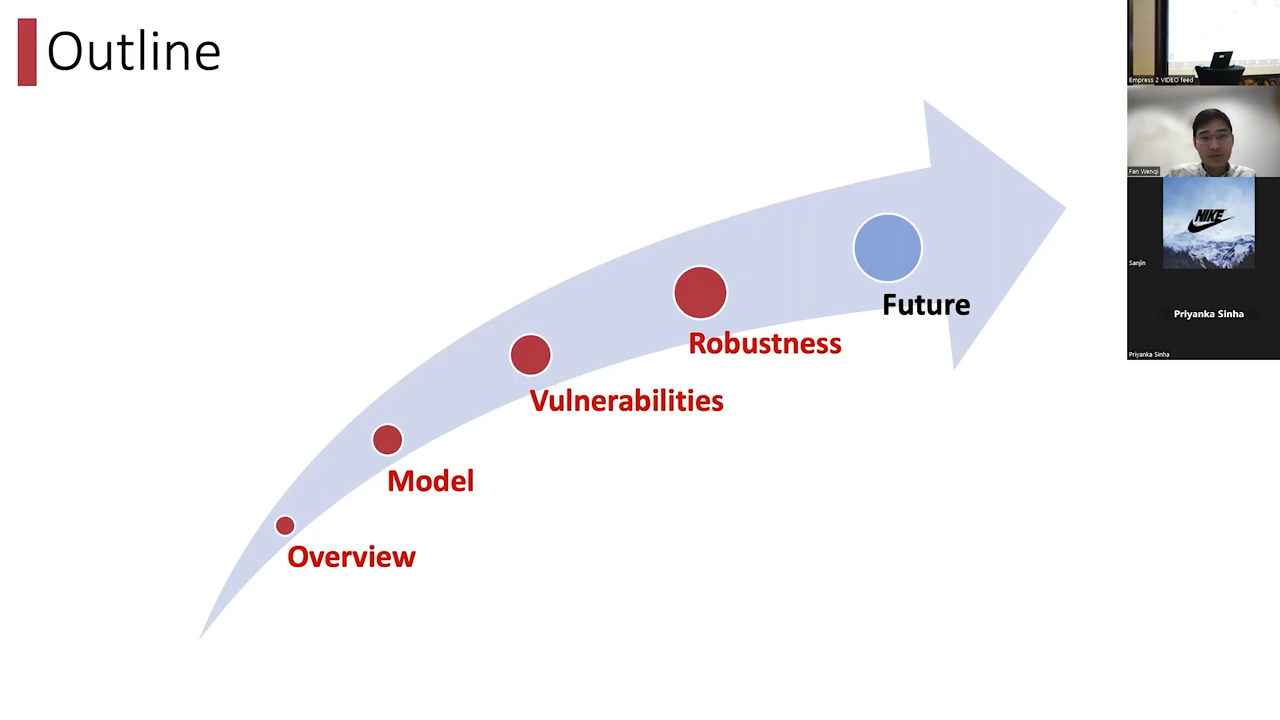 Outline
Future
Robustness
Vulnerabilities
Model
Overview
Empress 2 VIDEO feed
Fan Wenqi
NIKE
Sanjin
Priyanka Sinha
Priyanka Sinha